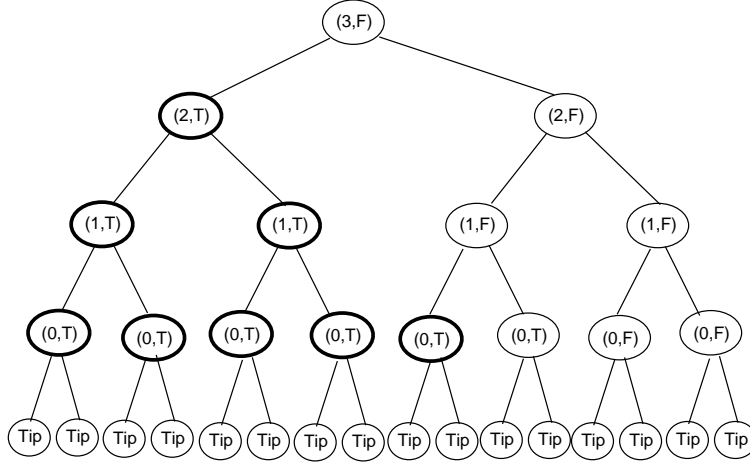 (3,F)
(2,T) (2,F)
(1,T) (1,T) (1,F) (1,F)
(0,T) (0,T) (0,T) (0,T) (0,T) (0,T) (0,F) (0,F)
Tip Tip Tip Tip Tip Tip Tip Tip Tip Tip Tip Tip Tip Tip Tip Tip